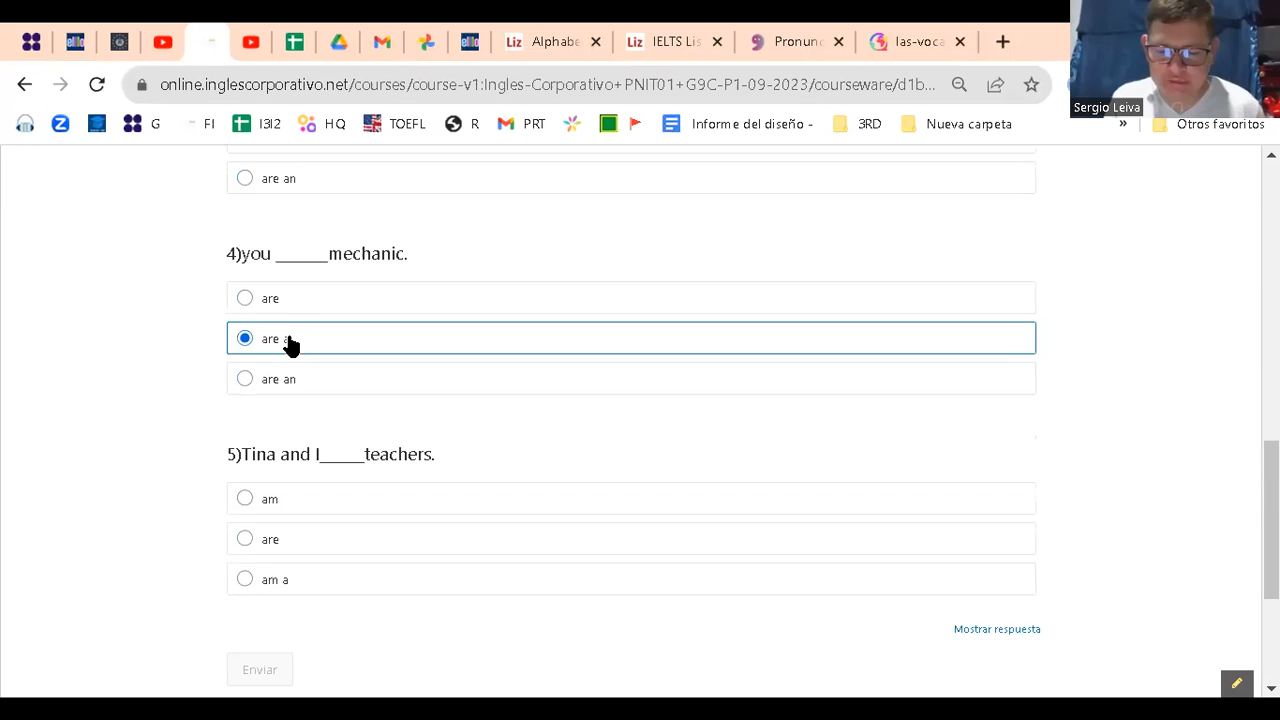 Alphabe
IELTS Lis
Pronunc
las-voca
online.inglescorporativo.net/courses/course-v1:Ingles-Corporativo+PNIT01+G9C-P1-09-2023/courseware/d1b...
Sergio Leiva
G
FI
I3I2
HQ
TOEFL
R
PRT
Informe del diseño -
3RD
Nueva carpeta
»
Otros favoritos
are an
4)you ______mechanic.
are
are
are an
5)Tina and I_____teachers.
am
are
am a
Mostrar respuesta
Enviar